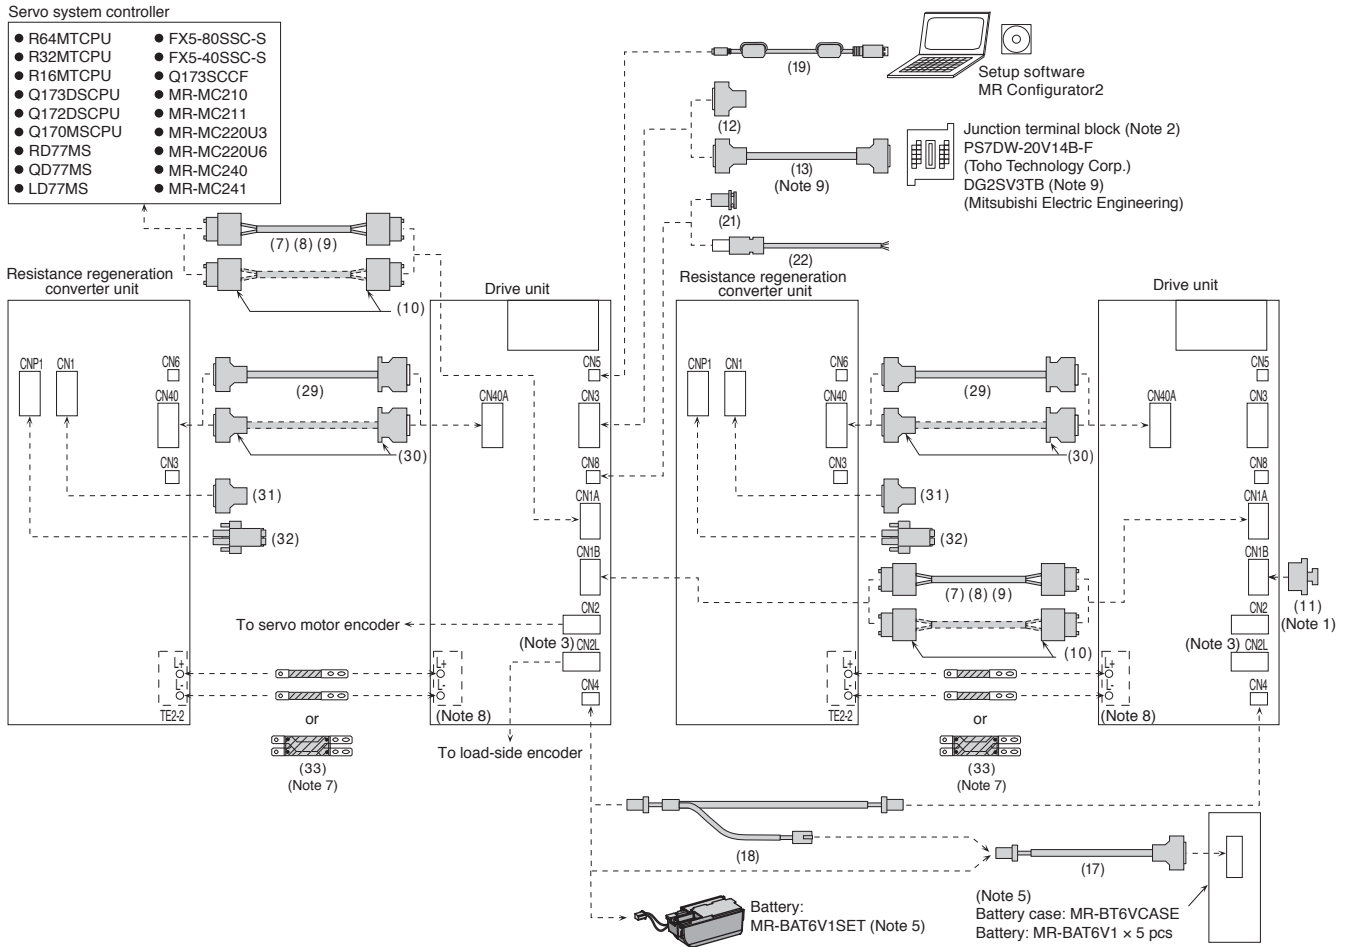 Servo system controller
● R64MTCPU
● R32MTCPU
● R16MTCPU
● Q173DSCPU
● Q172DSCPU
● Q170MSCPU
● RD77MS
● QD77MS
● LD77MS
● FX5-80SSC-S
● FX5-40SSC-S
● Q173SCCF
● MR-MC210
● MR-MC211
● MR-MC220U3
● MR-MC220U6
● MR-MC240
● MR-MC241
(19)
Setup software
MR Configurator2
(12)
(13)
(Note 9)
Junction terminal block (Note 2)
PS7DW-20V14B-F
(Toho Technology Corp.)
DG2SV3TB (Note 9)
(Mitsubishi Electric Engineering)
(21)
(22)
(7) (8) (9)
(10)
Resistance regeneration
converter unit
CNP1
CN1
CN6
CN40
CN3
(29)
(30)
(31)
(32)
Drive unit
CN40A
CN5
CN3
CN8
CN1A
CN1B
CN2
(Note 3)
CN2L
CN4
To servo motor encoder
To load-side encoder
L+
L-
TE2-2
L+
L-
(Note 8)
or
(33)
(Note 7)
Resistance regeneration
converter unit
CNP1
CN1
CN6
CN40
CN3
(29)
(30)
(31)
(32)
(7) (8) (9)
(10)
Drive unit
CN40A
CN5
CN3
CN8
CN1A
CN1B
CN2
(Note 3)
CN2L
CN4
(11)
(Note 1)
L+
L-
TE2-2
L+
L-
(Note 8)
or
(33)
(Note 7)
(18)
(17)
Battery:
MR-BAT6V1SET (Note 5)
(Note 5)
Battery case: MR-BT6VCASE
Battery: MR-BAT6V1 × 5 pcs